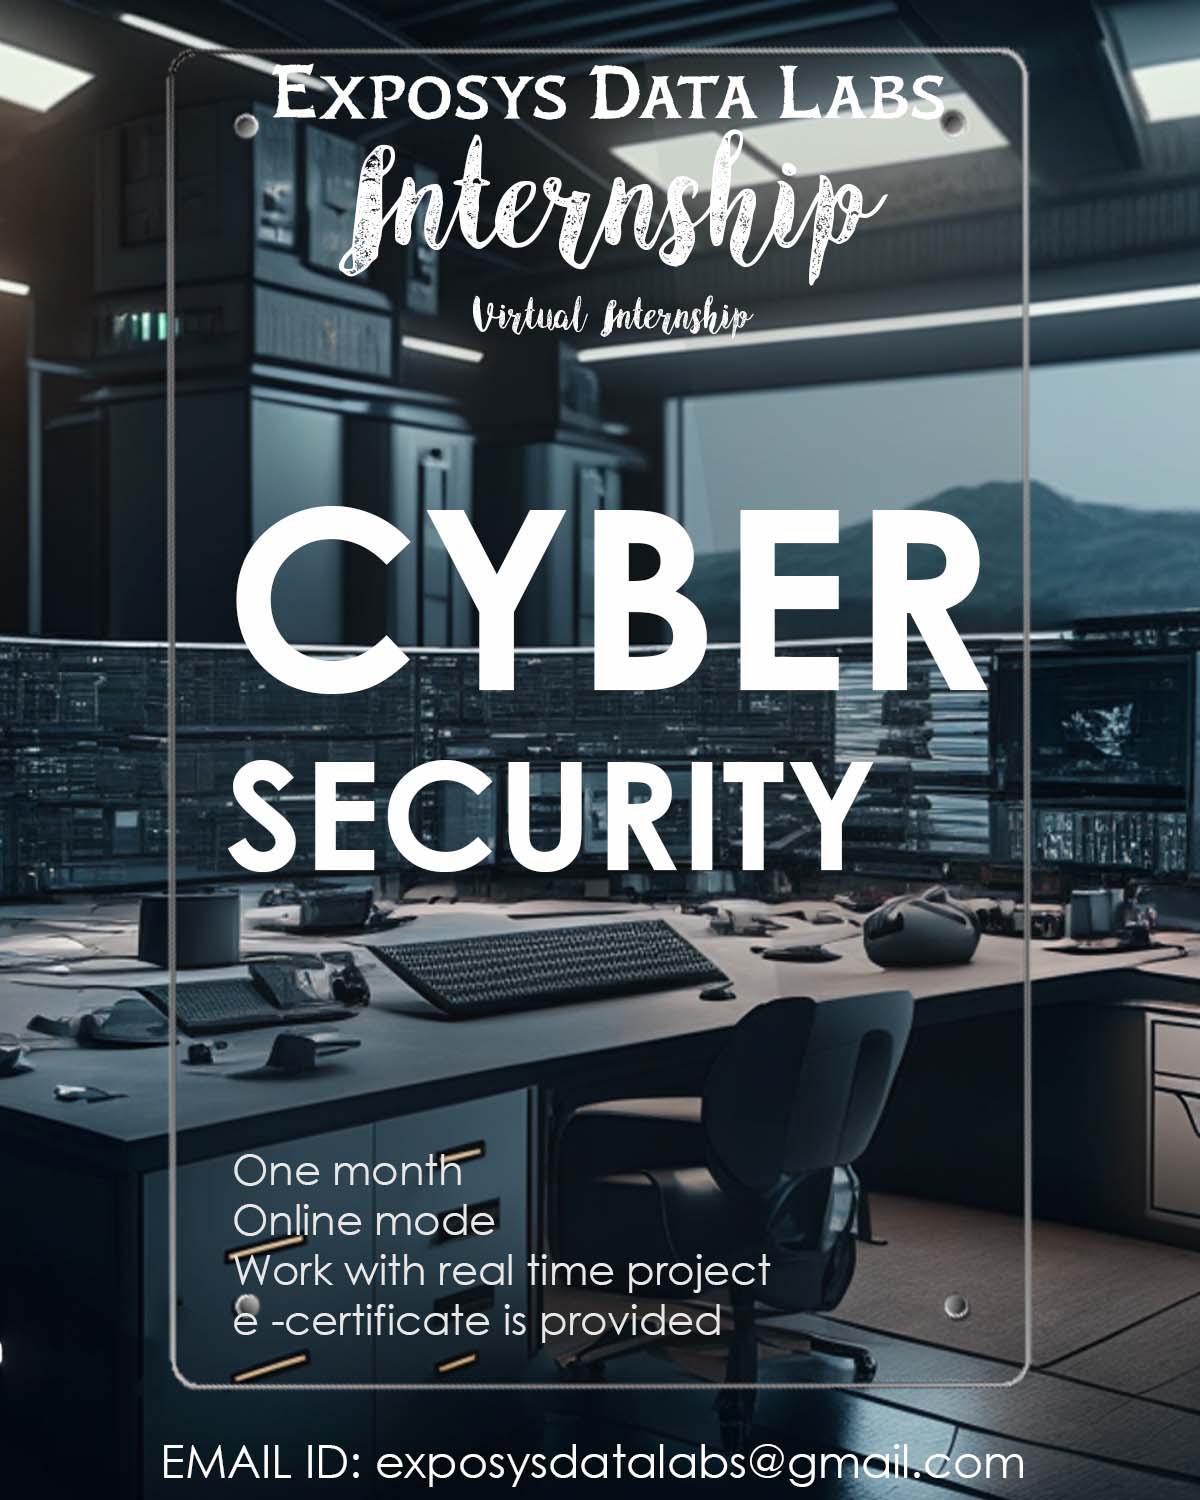 EXPOSYS DATA LABS
Internship
Virtual Internship
CYBER
SECURITY
One month
Online mode
Work with real time project
e -certificate is provided
EMAIL ID: exposysdatalabs@gmail.com